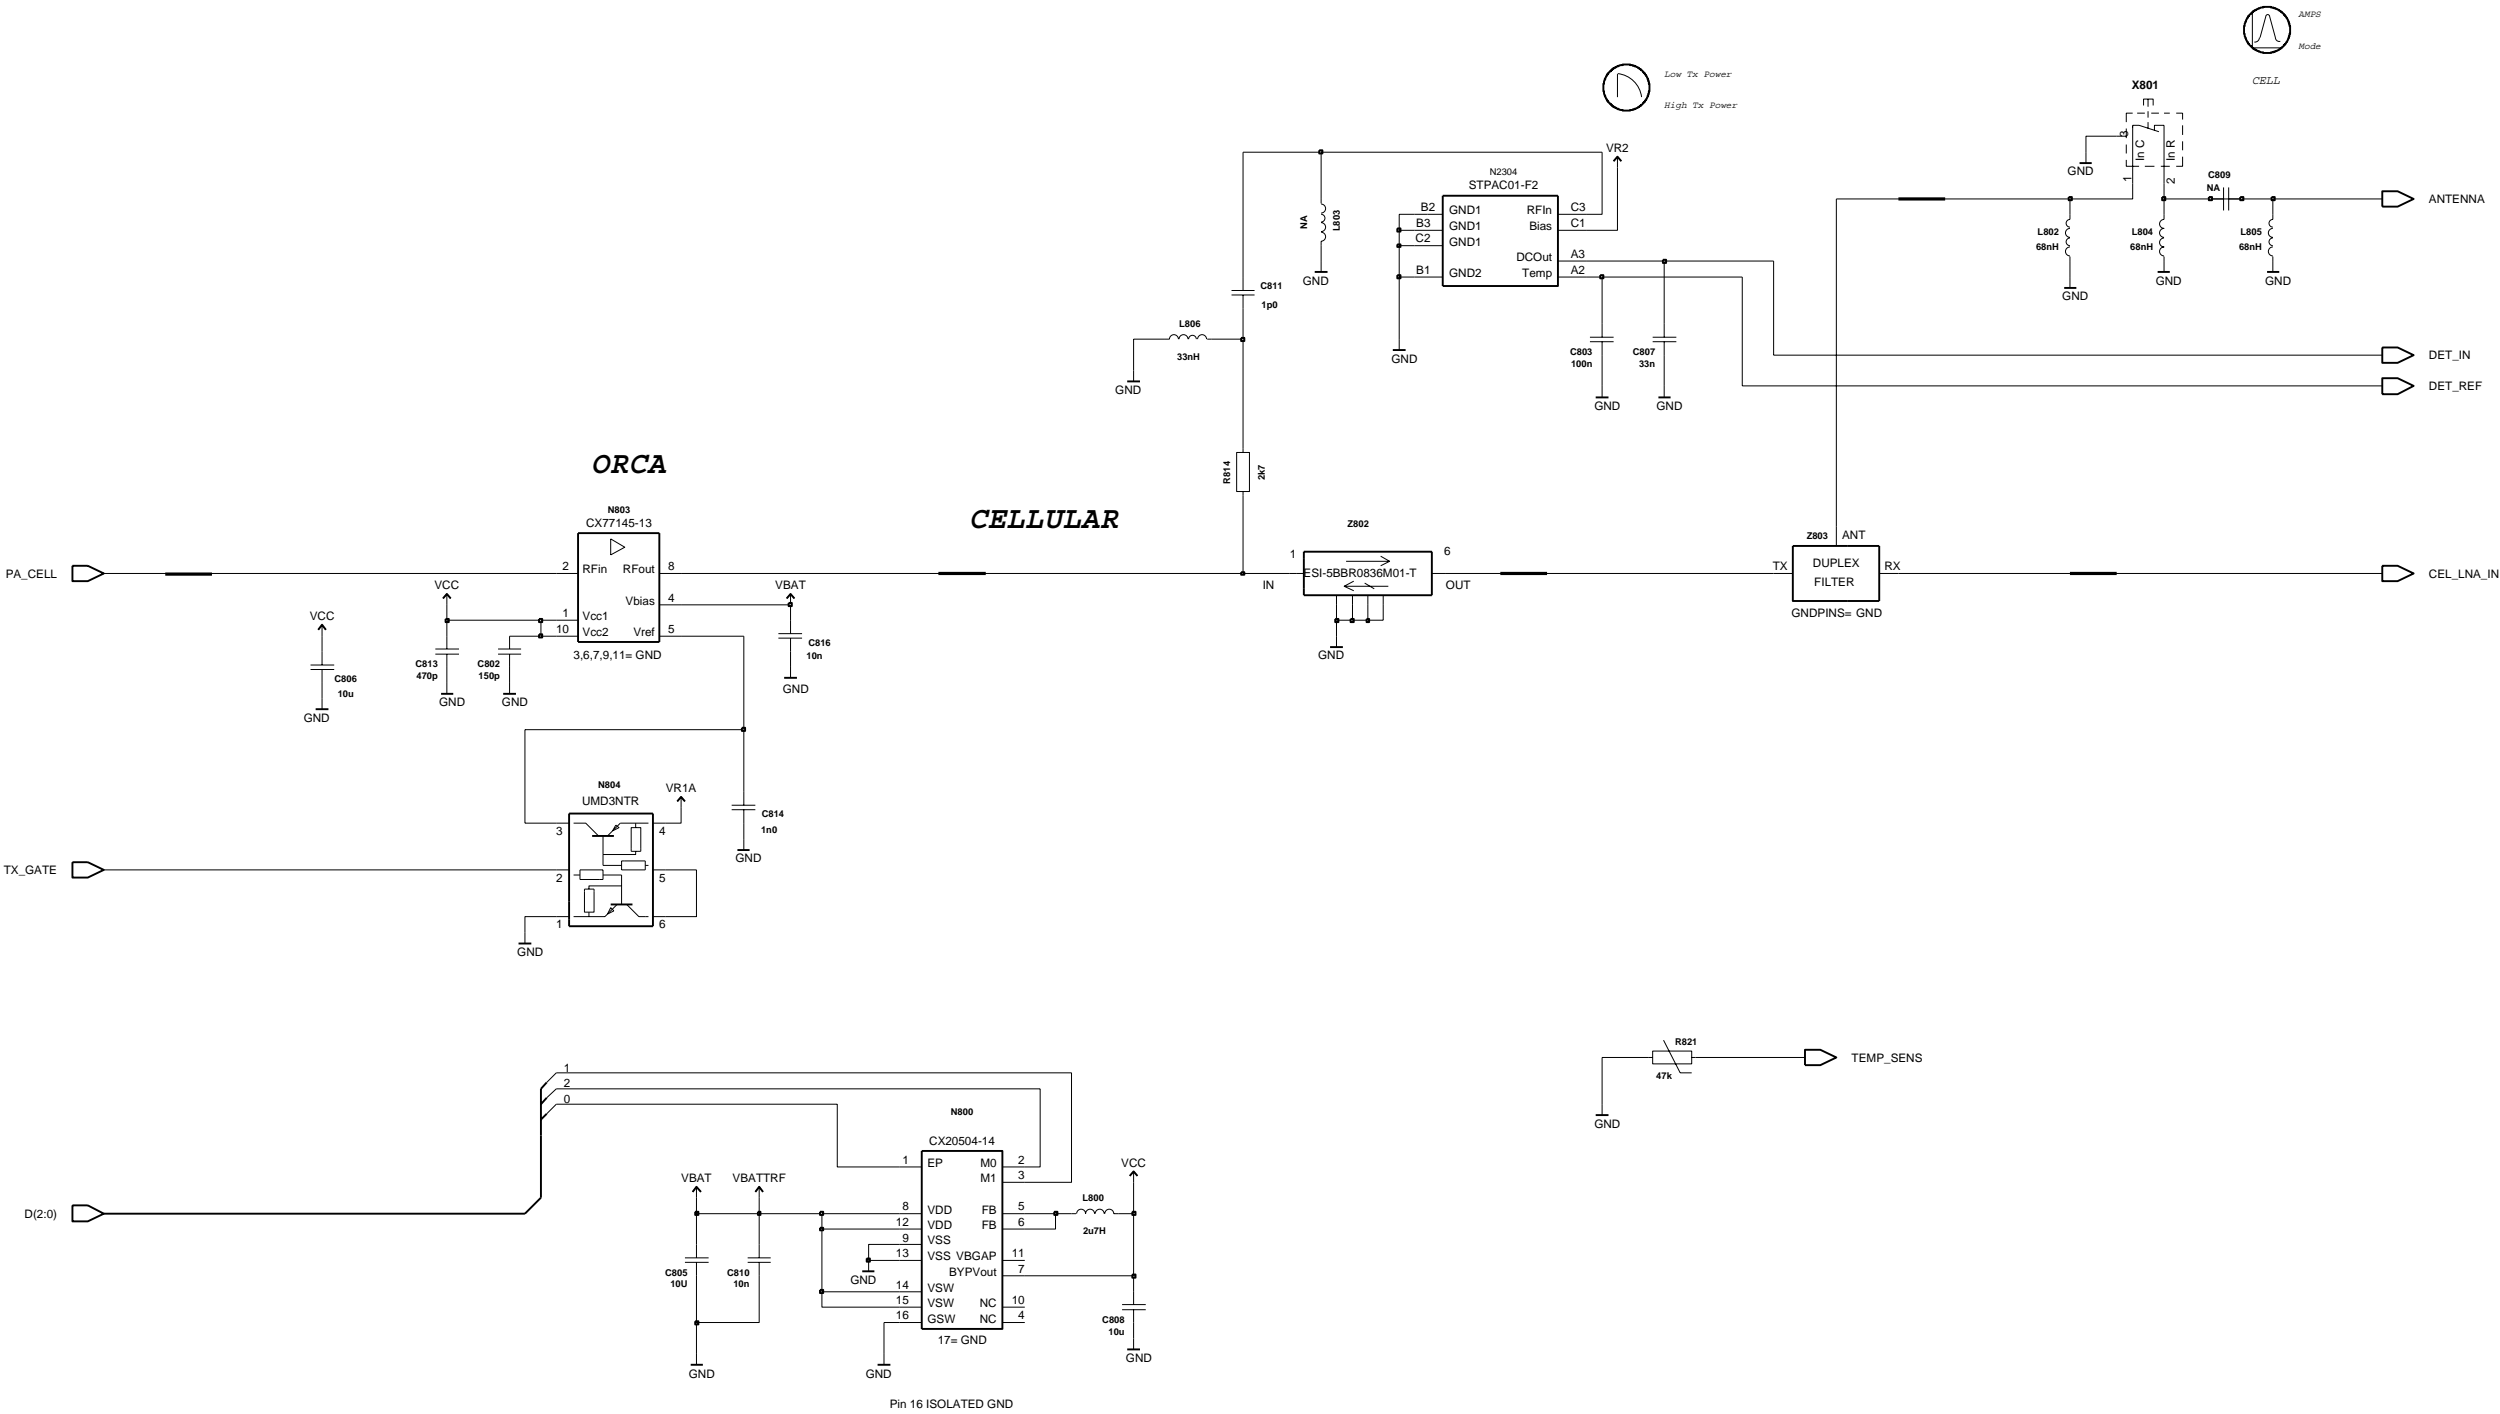 AMPS
Mode
CELL
Low Tx Power
High Tx Power
X801
3
In C
In R
1
2
GND
C809
NA
ANTENNA
L802
68nH
GND
L804
68nH
GND
L805
68nH
GND
VR2
N2304
STPAC01-F2
B2 GND1 RFIn C3
B3 GND1 Bias C1
C2 GND1
DCOut A3
B1 GND2 Temp A2
NA
L803
GND
C811
1p0
L806
33nH
GND
GND
C803
100n
GND
C807
33n
GND
DET_IN
DET_REF
R814
2k7
ORCA
CELLULAR
N803
CX77145-13
PA_CELL
2 RFin RFout 8
Vbias 4
1 Vcc1
10 Vcc2 Vref 5
3,6,7,9,11= GND
VCC
C806
10u
GND
VCC
C813
470p
GND
C802
150p
GND
VBAT
C816
10n
GND
Z802
1
6
ESI-5BBR0836M01-T
IN
OUT
GND
Z803 ANT
TX DUPLEX RX
FILTER
GNDPINS= GND
CEL_LNA_IN
N804
UMD3NTR
VR1A
3
4
2
5
1
6
GND
C814
1n0
GND
TX_GATE
R821
47k
TEMP_SENS
GND
1
2
0
D(2:0)
N800
CX20504-14
1 EP M0 2
M1 3
8 VDD FB 5
12 VDD FB 6
9 VSS
13 VSS VBGAP 11
BYPVout 7
14 VSW
15 VSW NC 10
16 GSW NC 4
17= GND
VBAT
VBATTRF
C805
10U
C810
10n
GND
GND
GND
VCC
L800
2u7H
C808
10u
GND
Pin 16 ISOLATED GND